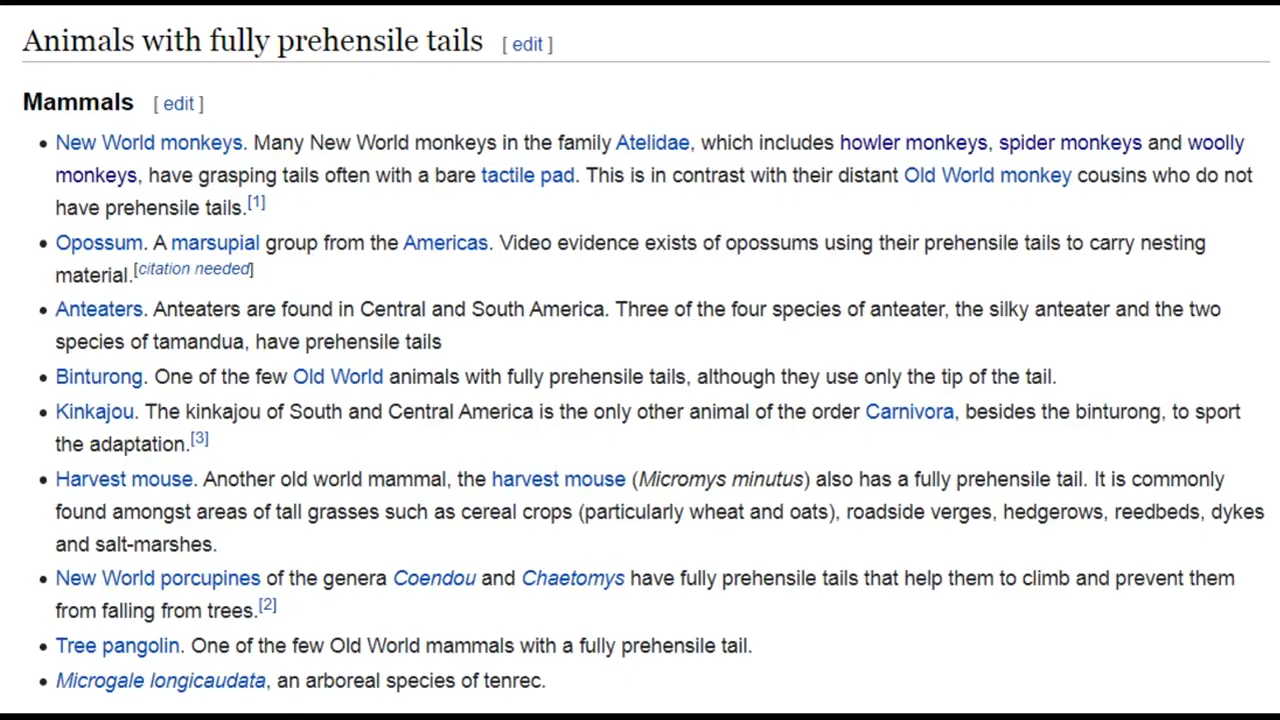 Animals with fully prehensile tails [ edit ]
Mammals [ edit ]
• New World monkeys. Many New World monkeys in the family Atelidae, which includes howler monkeys, spider monkeys and woolly
monkeys, have grasping tails often with a bare tactile pad. This is in contrast with their distant Old World monkey cousins who do not
have prehensile tails.[1]
• Opossum. A marsupial group from the Americas. Video evidence exists of opossums using their prehensile tails to carry nesting
material.[citation needed]
• Anteaters. Anteaters are found in Central and South America. Three of the four species of anteater, the silky anteater and the two
species of tamandua, have prehensile tails
• Binturong. One of the few Old World animals with fully prehensile tails, although they use only the tip of the tail.
• Kinkajou. The kinkajou of South and Central America is the only other animal of the order Carnivora, besides the binturong, to sport
the adaptation.[3]
• Harvest mouse. Another old world mammal, the harvest mouse (Micromys minutus) also has a fully prehensile tail. It is commonly
found amongst areas of tall grasses such as cereal crops (particularly wheat and oats), roadside verges, hedgerows, reedbeds, dykes
and salt-marshes.
• New World porcupines of the genera Coendou and Chaetomys have fully prehensile tails that help them to climb and prevent them
from falling from trees.[2]
• Tree pangolin. One of the few Old World mammals with a fully prehensile tail.
• Microgale longicaudata, an arboreal species of tenrec.